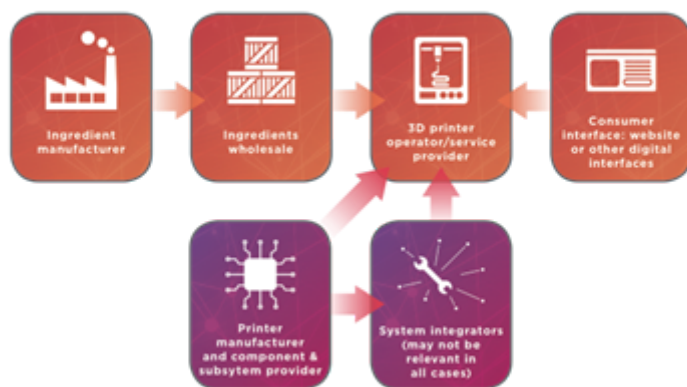 Ingredient
manufacturer
Ingredients
wholesale
3D printer
operator/service
provider
Consumer
interface: website
or other digital
interfaces
Printer
manufacturer
and component &
subsytem provider
System integrators
(may not be
relevant in
all cases)